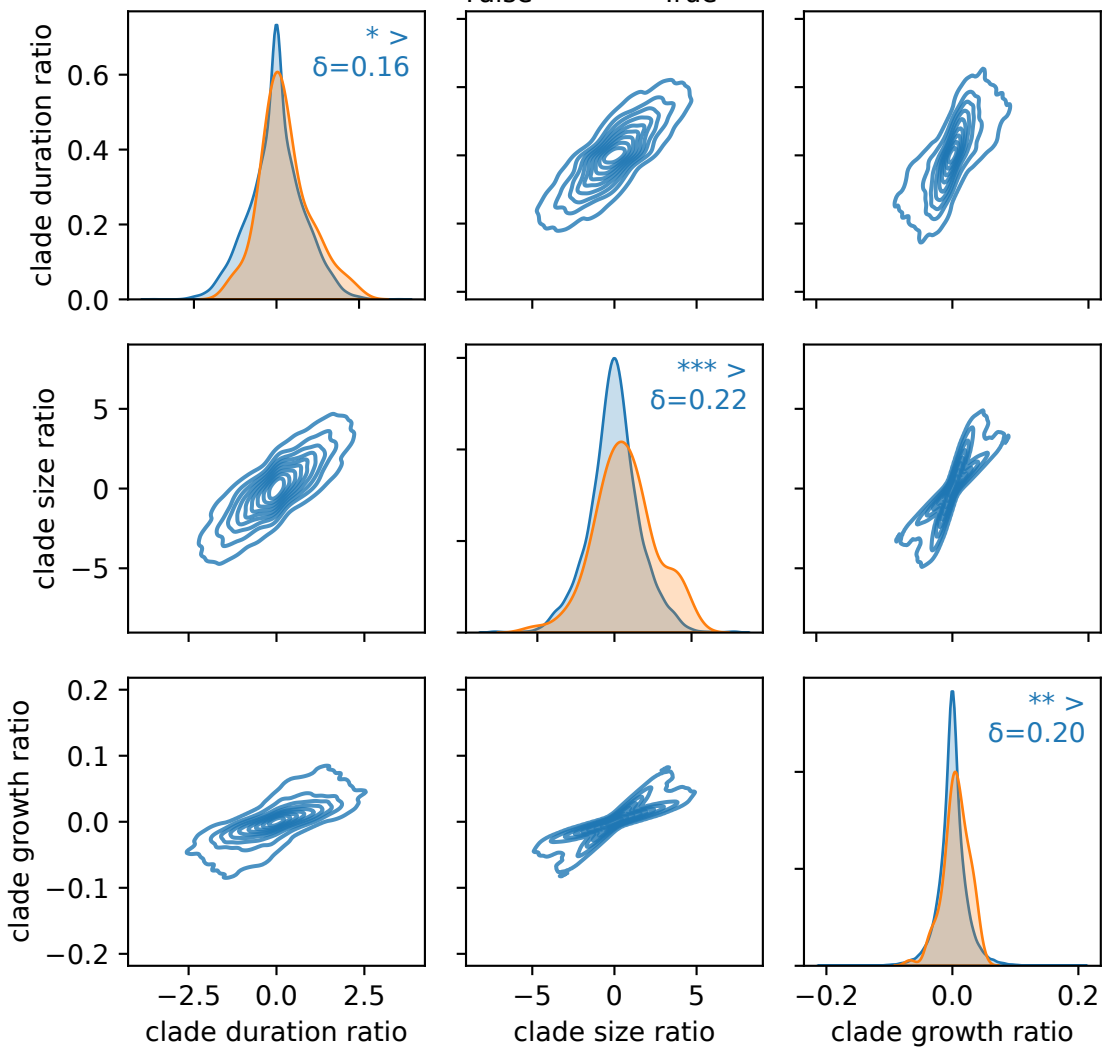 False True
clade duration ratio
0.6
0.4
0.2
0.0
* >
δ=0.16
clade size ratio
5
0
−5
*** >
δ=0.22
clade growth ratio
0.2
0.1
0.0
−0.1
−0.2
** >
δ=0.20
−2.5 0.0 2.5
−5 0 5
−0.2 0.0 0.2
clade duration ratio
clade size ratio
clade growth ratio